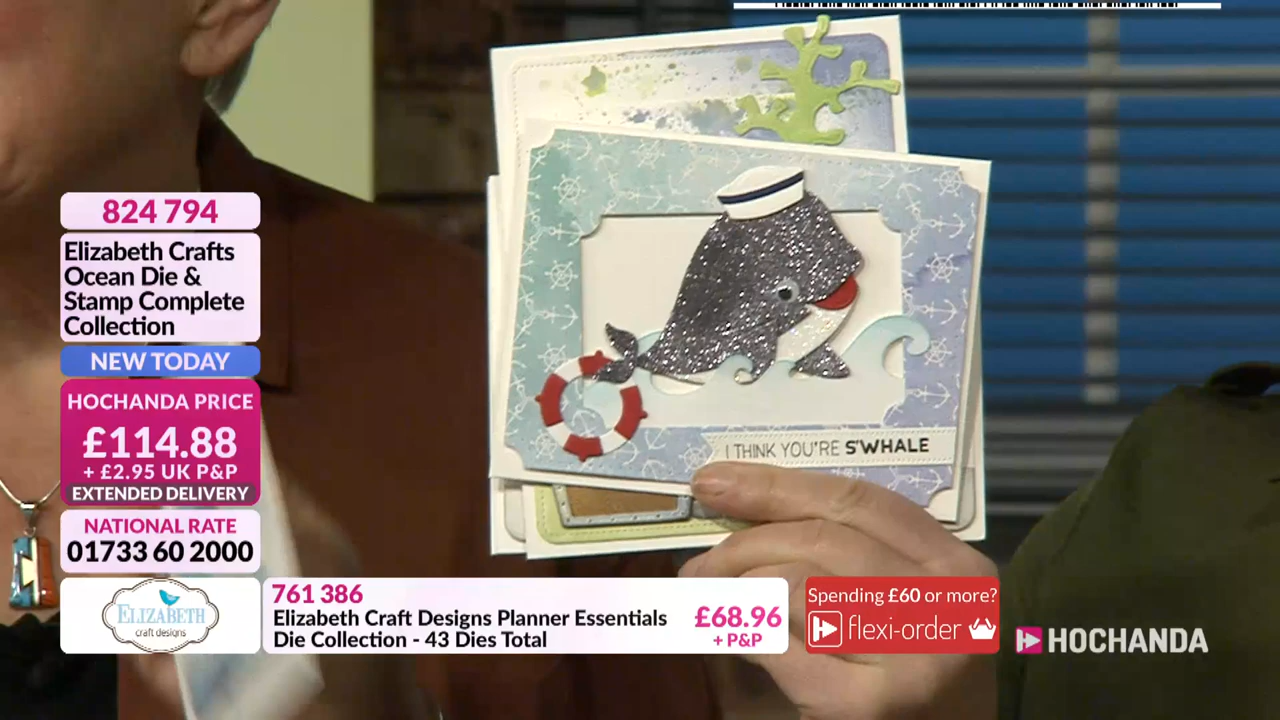 824 794
Elizabeth Crafts
Ocean Die &
Stamp Complete
Collection
NEW TODAY
HOCHANDA PRICE
£114.88
+ £2.95 UK P&P
EXTENDED DELIVERY
NATIONAL RATE
01733 60 2000
I THINK YOU'RE S'WHALE
ELIZABETH
craft designs
761 386
Elizabeth Craft Designs Planner Essentials
Die Collection - 43 Dies Total
£68.96
+ P&P
Spending £60 or more?
flexi-order
HOCHANDA